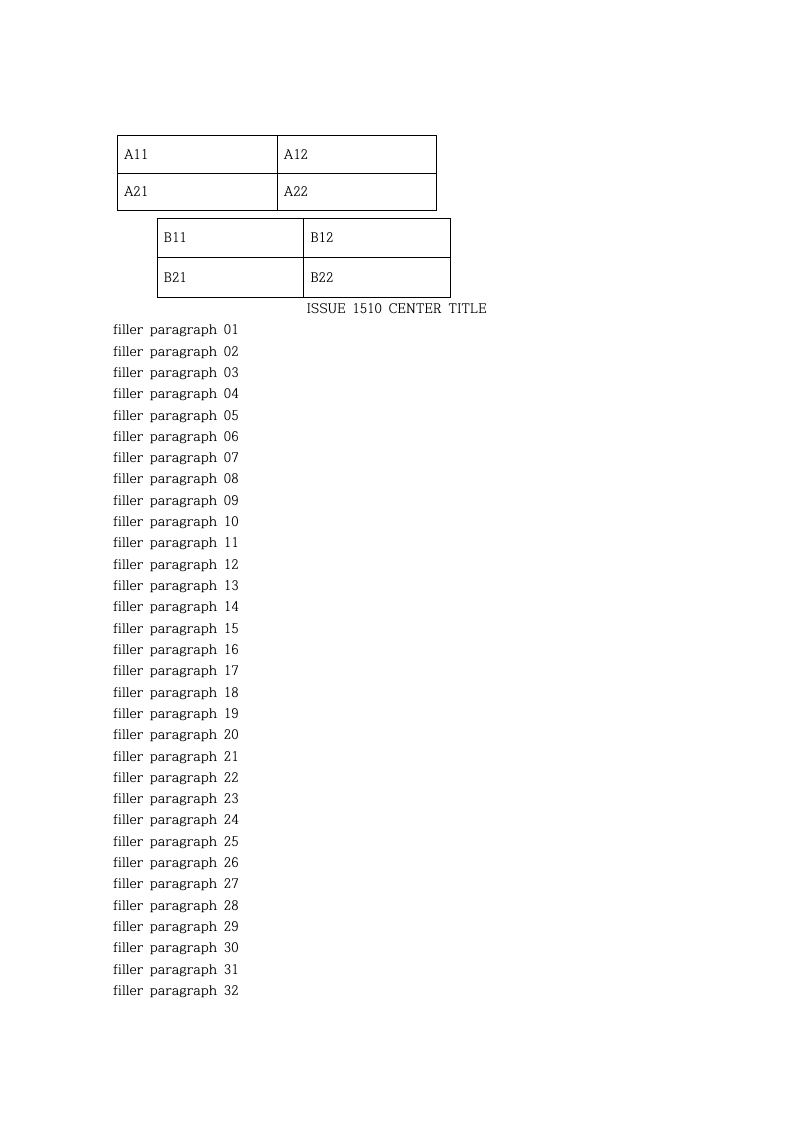 A11 A12
A21 A22
B11 B12
B21 B22
ISSUE 1510 CENTER TITLE
filler paragraph 01
filler paragraph 02
filler paragraph 03
filler paragraph 04
filler paragraph 05
filler paragraph 06
filler paragraph 07
filler paragraph 08
filler paragraph 09
filler paragraph 10
filler paragraph 11
filler paragraph 12
filler paragraph 13
filler paragraph 14
filler paragraph 15
filler paragraph 16
filler paragraph 17
filler paragraph 18
filler paragraph 19
filler paragraph 20
filler paragraph 21
filler paragraph 22
filler paragraph 23
filler paragraph 24
filler paragraph 25
filler paragraph 26
filler paragraph 27
filler paragraph 28
filler paragraph 29
filler paragraph 30
filler paragraph 31
filler paragraph 32